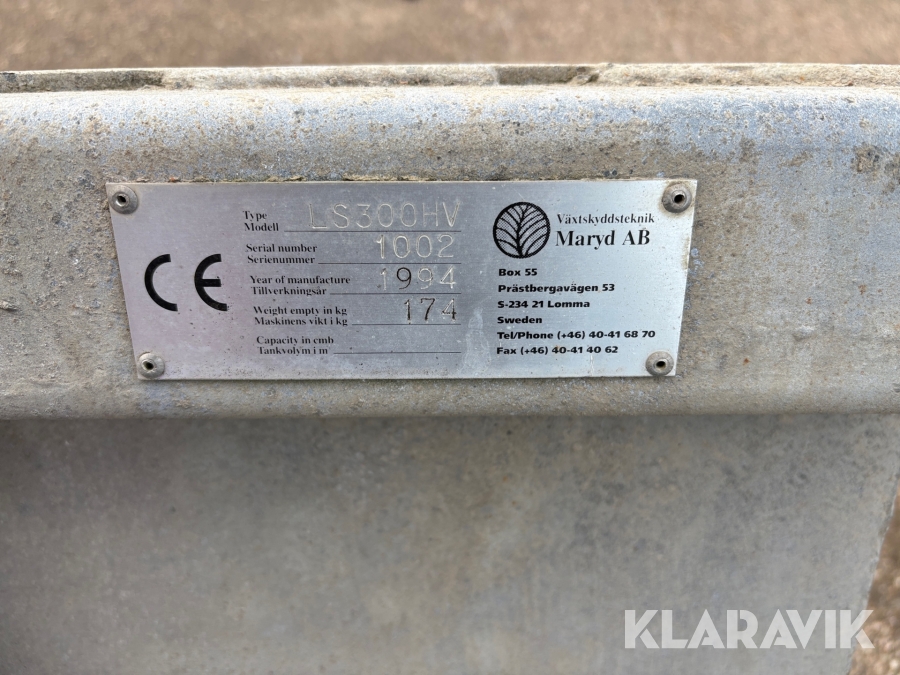 Type
Modell LS300HV
Serial number
Serienummer 1002
Year of manufacture
Tillverkningsår 1994
Weight empty in kg
Maskinens vikt i kg 174
Capacity in cmb
Tankvolym i m
CE
Växtskyddsteknik
Maryd AB
Box 55
Prästbergavägen 53
S-234 21 Lomma
Sweden
Tel/Phone (+46) 40-41 68 70
Fax (+46) 40-41 40 62
KLARAVIK